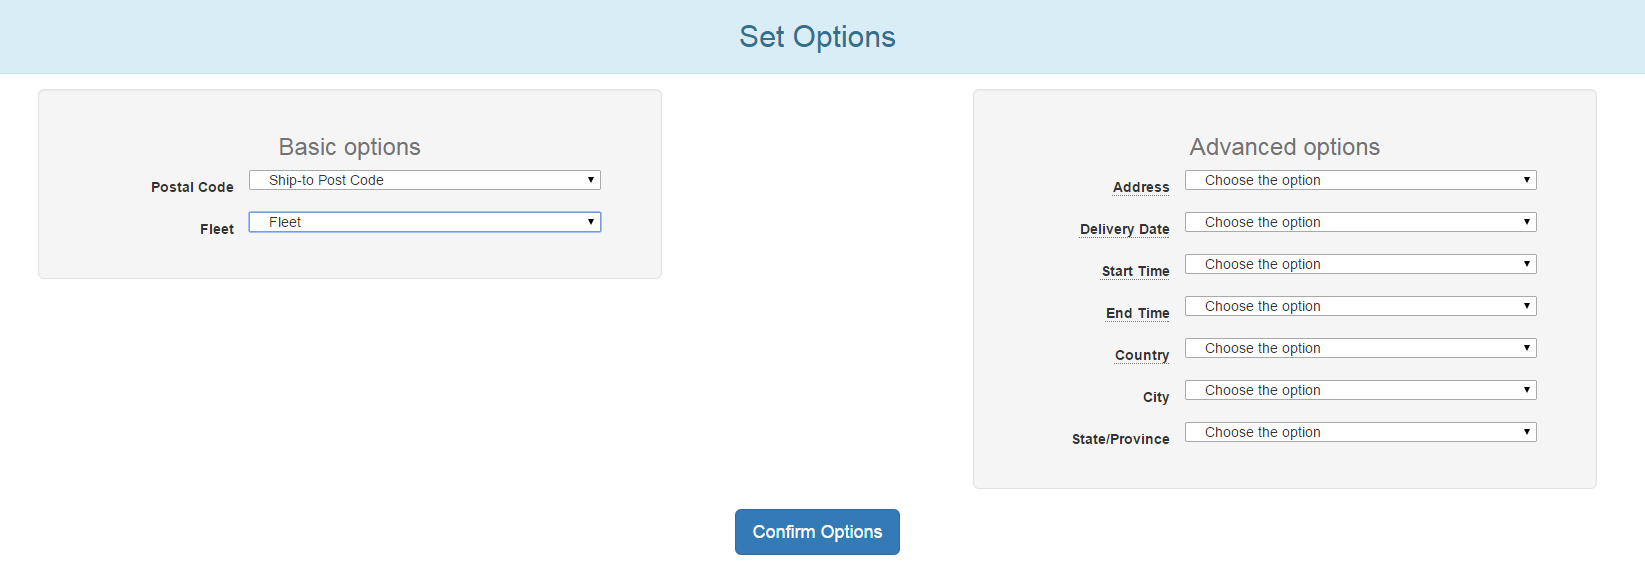 Set Options
Basic options
Postal Code Ship-to Post Code
Fleet Fleet
Advanced options
Address Choose the option
Delivery Date Choose the option
Start Time Choose the option
End Time Choose the option
Country Choose the option
City Choose the option
State/Province Choose the option
Confirm Options